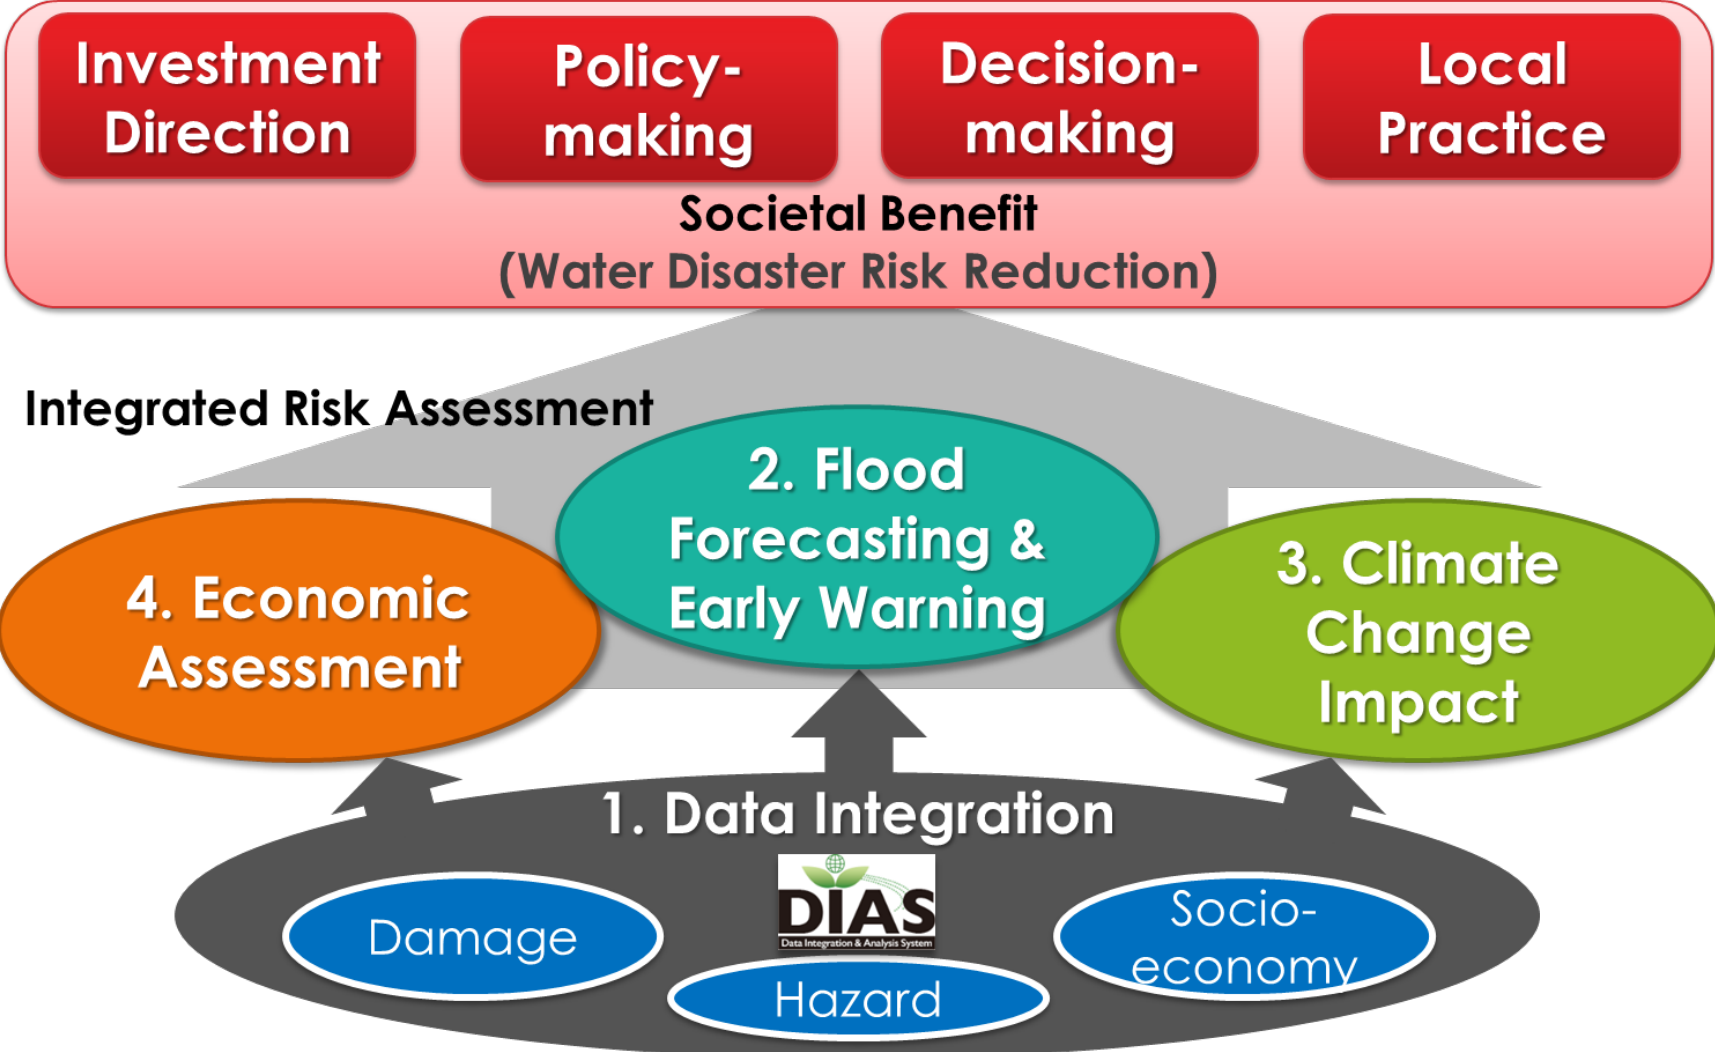 Investment
Direction
Policy-
making
Decision-
making
Local
Practice
Societal Benefit
(Water Disaster Risk Reduction)
Integrated Risk Assessment
2. Flood
Forecasting &
Early Warning
4. Economic
Assessment
3. Climate
Change
Impact
1. Data Integration
DIAS
Data Integration & Analysis System
Damage
Hazard
Socio-
economy